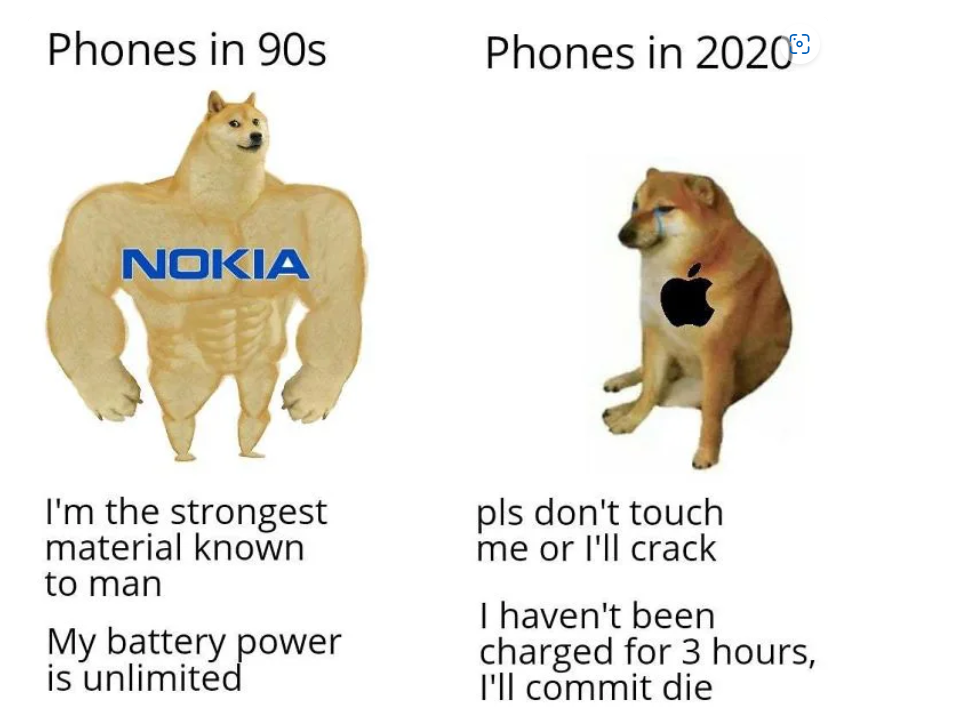 Phones in 90s
NOKIA
I'm the strongest
material known
to man
My battery power
is unlimited
Phones in 2020
pls don't touch
me or I'll crack
I haven't been
charged for 3 hours,
I'll commit die